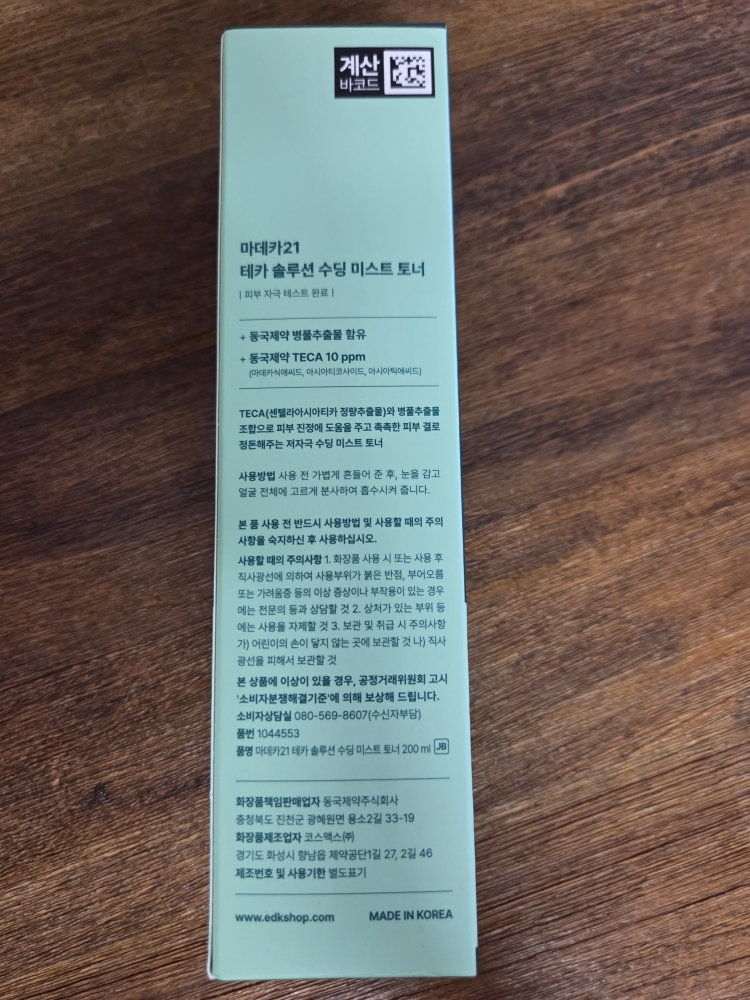 계산
바코드
마데카21
테카 솔루션 수딩 미스트 토너
| 피부 자극 테스트 완료 |
+ 동국제약 병풀추출물 함유
+ 동국제약 TECA 10 ppm
(마데카식애씨드, 아시아티코사이드, 아시아틱애씨드)
TECA(센텔라아시아티카 정량추출물)와 병풀추출물
조합으로 피부 진정에 도움을 주고 촉촉한 피부 결로
정돈해주는 저자극 수딩 미스트 토너
사용방법 사용 전 가볍게 흔들어 준 후, 눈을 감고
얼굴 전체에 고르게 분사하여 흡수시켜 줍니다.
본 품 사용 전 반드시 사용방법 및 사용할 때의 주의
사항을 숙지하신 후 사용하십시오.
사용할 때의 주의사항 1. 화장품 사용 시 또는 사용 후
직사광선에 의하여 사용부위가 붉은 반점, 부어오름
또는 가려움증 등의 이상 증상이나 부작용이 있는 경우
에는 전문의 등과 상담할 것 2. 상처가 있는 부위 등
에는 사용을 자제할 것 3. 보관 및 취급 시 주의사항
가) 어린이의 손이 닿지 않는 곳에 보관할 것 나) 직사
광선을 피해서 보관할 것
본 상품에 이상이 있을 경우, 공정거래위원회 고시
'소비자분쟁해결기준'에 의해 보상해 드립니다.
소비자상담실 080-569-8607(수신자부담)
품번 1044553
품명 마데카21 테카 솔루션 수딩 미스트 토너 200 ml JB
화장품책임판매업자 동국제약주식회사
충청북도 진천군 광혜원면 용소2길 33-19
화장품제조업자 코스맥스㈜
경기도 화성시 향남읍 제약공단1길 27, 2길 46
제조번호 및 사용기한 별도표기
www.edkshop.com MADE IN KOREA